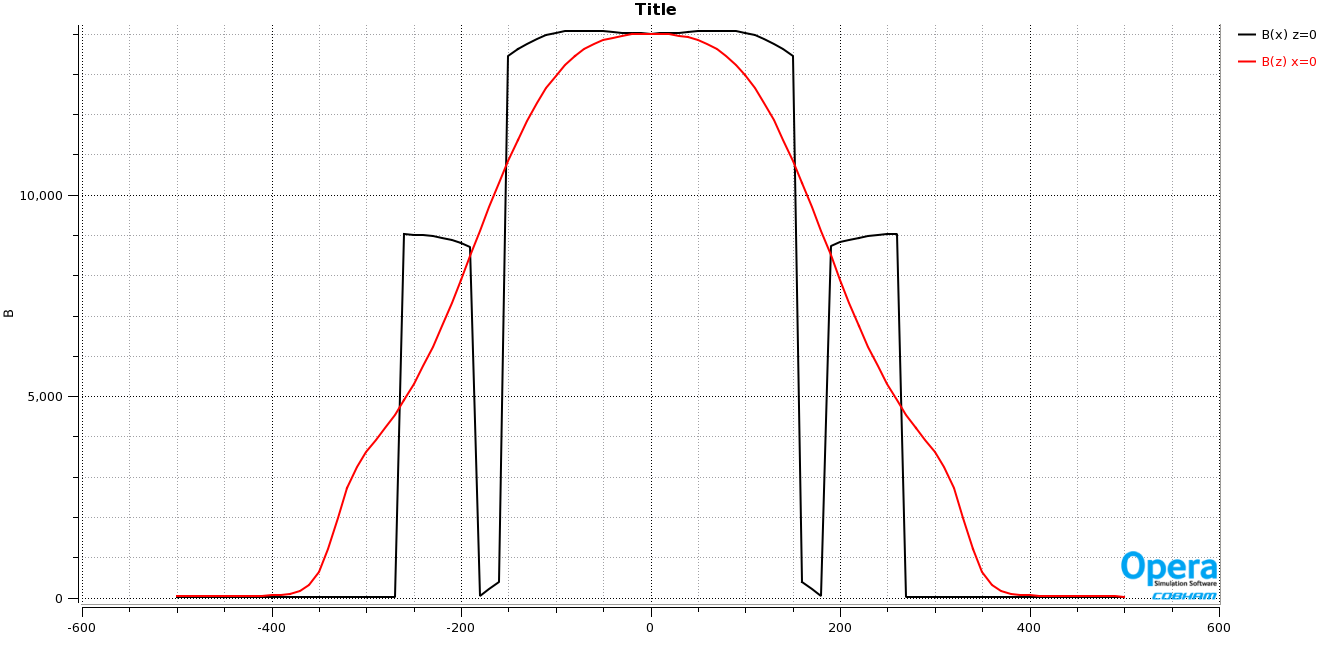 Title
B(x) z=0
B(z) x=0
10,000
B
5,000
Opera
Simulation Software
COBHAM
0
-600
-400
-200
0
200
400
600